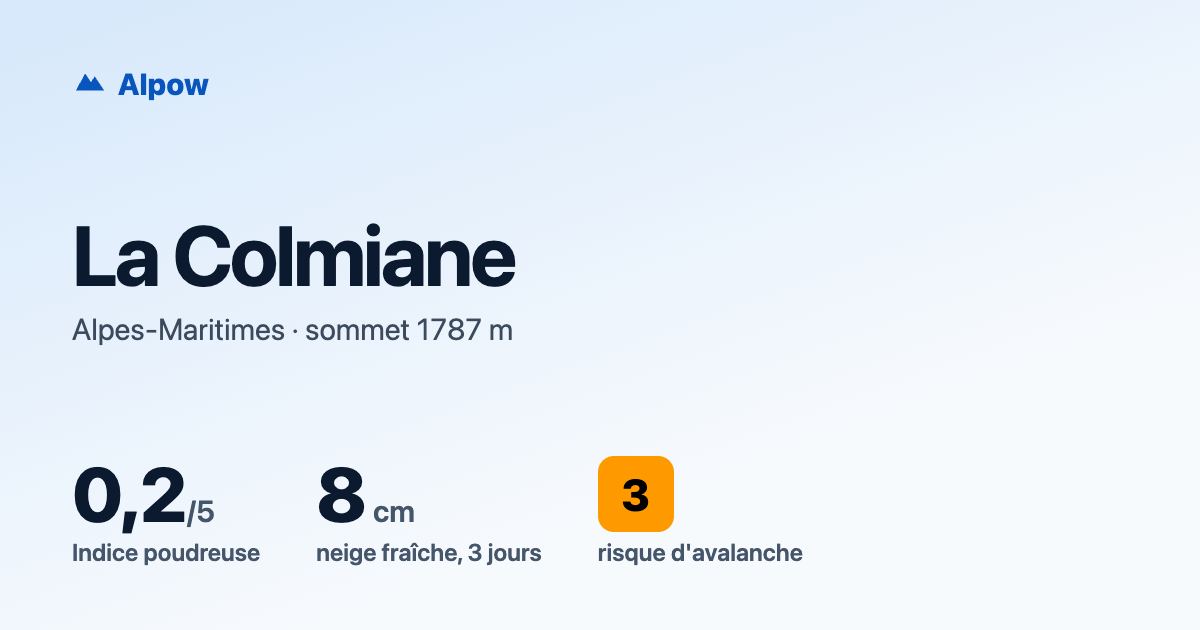 Alpow
La Colmiane
Alpes-Maritimes · sommet 1787 m
0,2/5
Indice poudreuse
8 cm
neige fraîche, 3 jours
3
risque d'avalanche